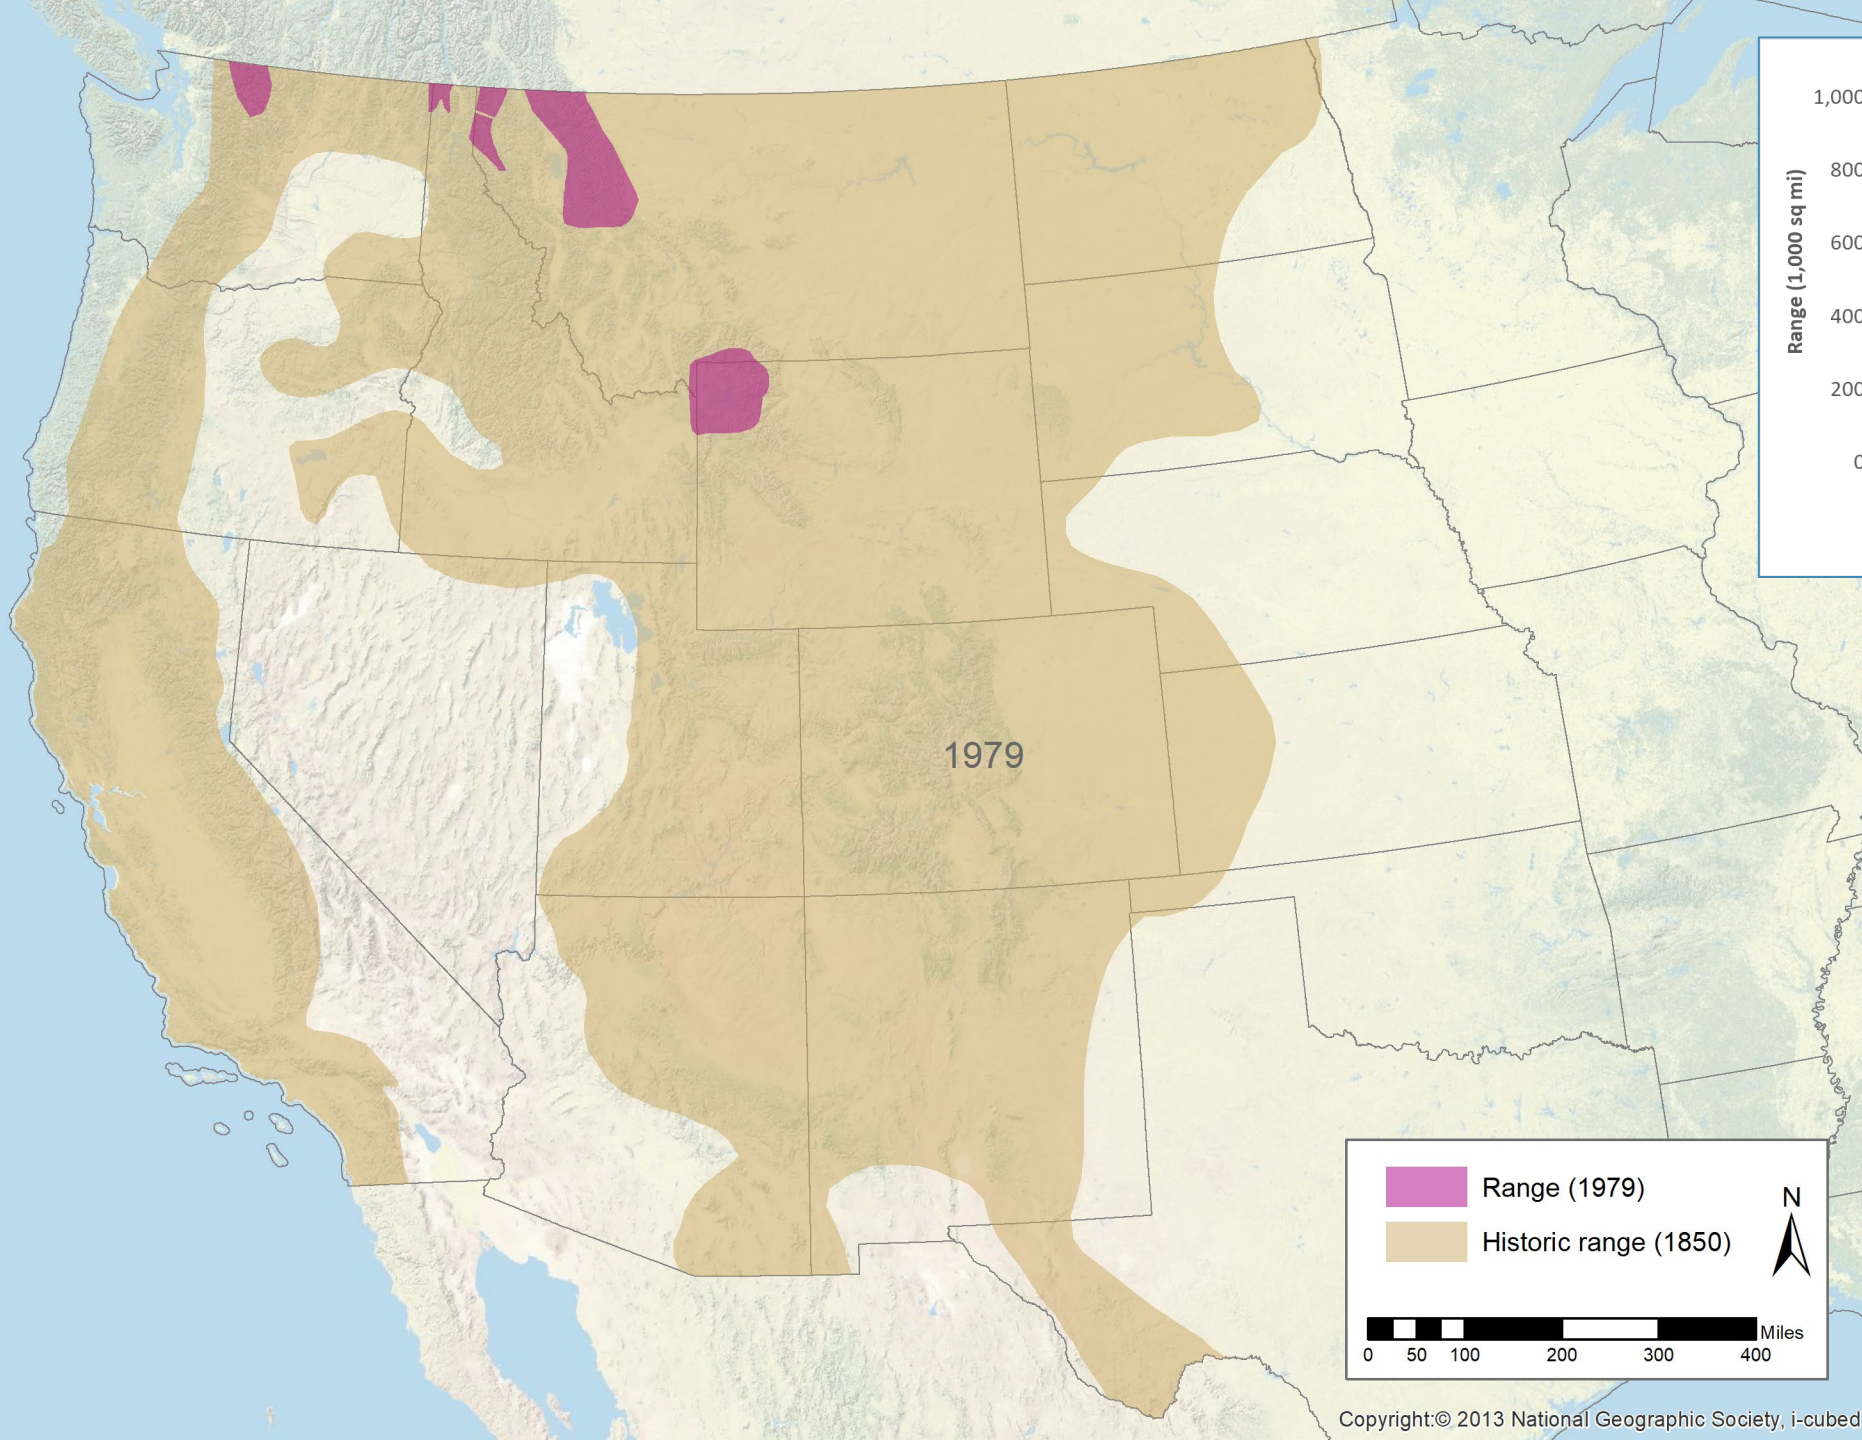 1,000
800
600
400
200
0
Range (1,000 sq mi)
1979
Range (1979)
Historic range (1850)
N
Miles
0 50 100 200 300 400
Copyright:© 2013 National Geographic Society, i-cubed